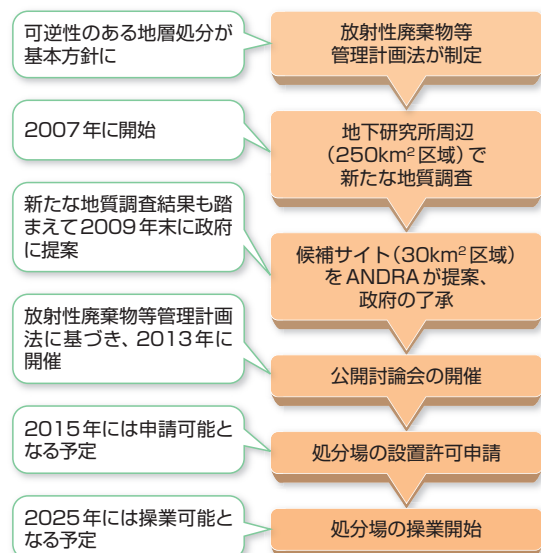 可逆性のある地層処分が
基本方針に
放射性廃棄物等
管理計画法が制定
2007年に開始
地下研究所周辺
（250km²区域）で
新たな地質調査
新たな地質調査結果も踏
まえて2009年末に政府
に提案
候補サイト（30km²区域）
をANDRAが提案、
政府の了承
放射性廃棄物等管理計画
法に基づき、2013年に
開催
公開討論会の開催
2015年には申請可能と
なる予定
処分場の設置許可申請
2025年には操業可能と
なる予定
処分場の操業開始